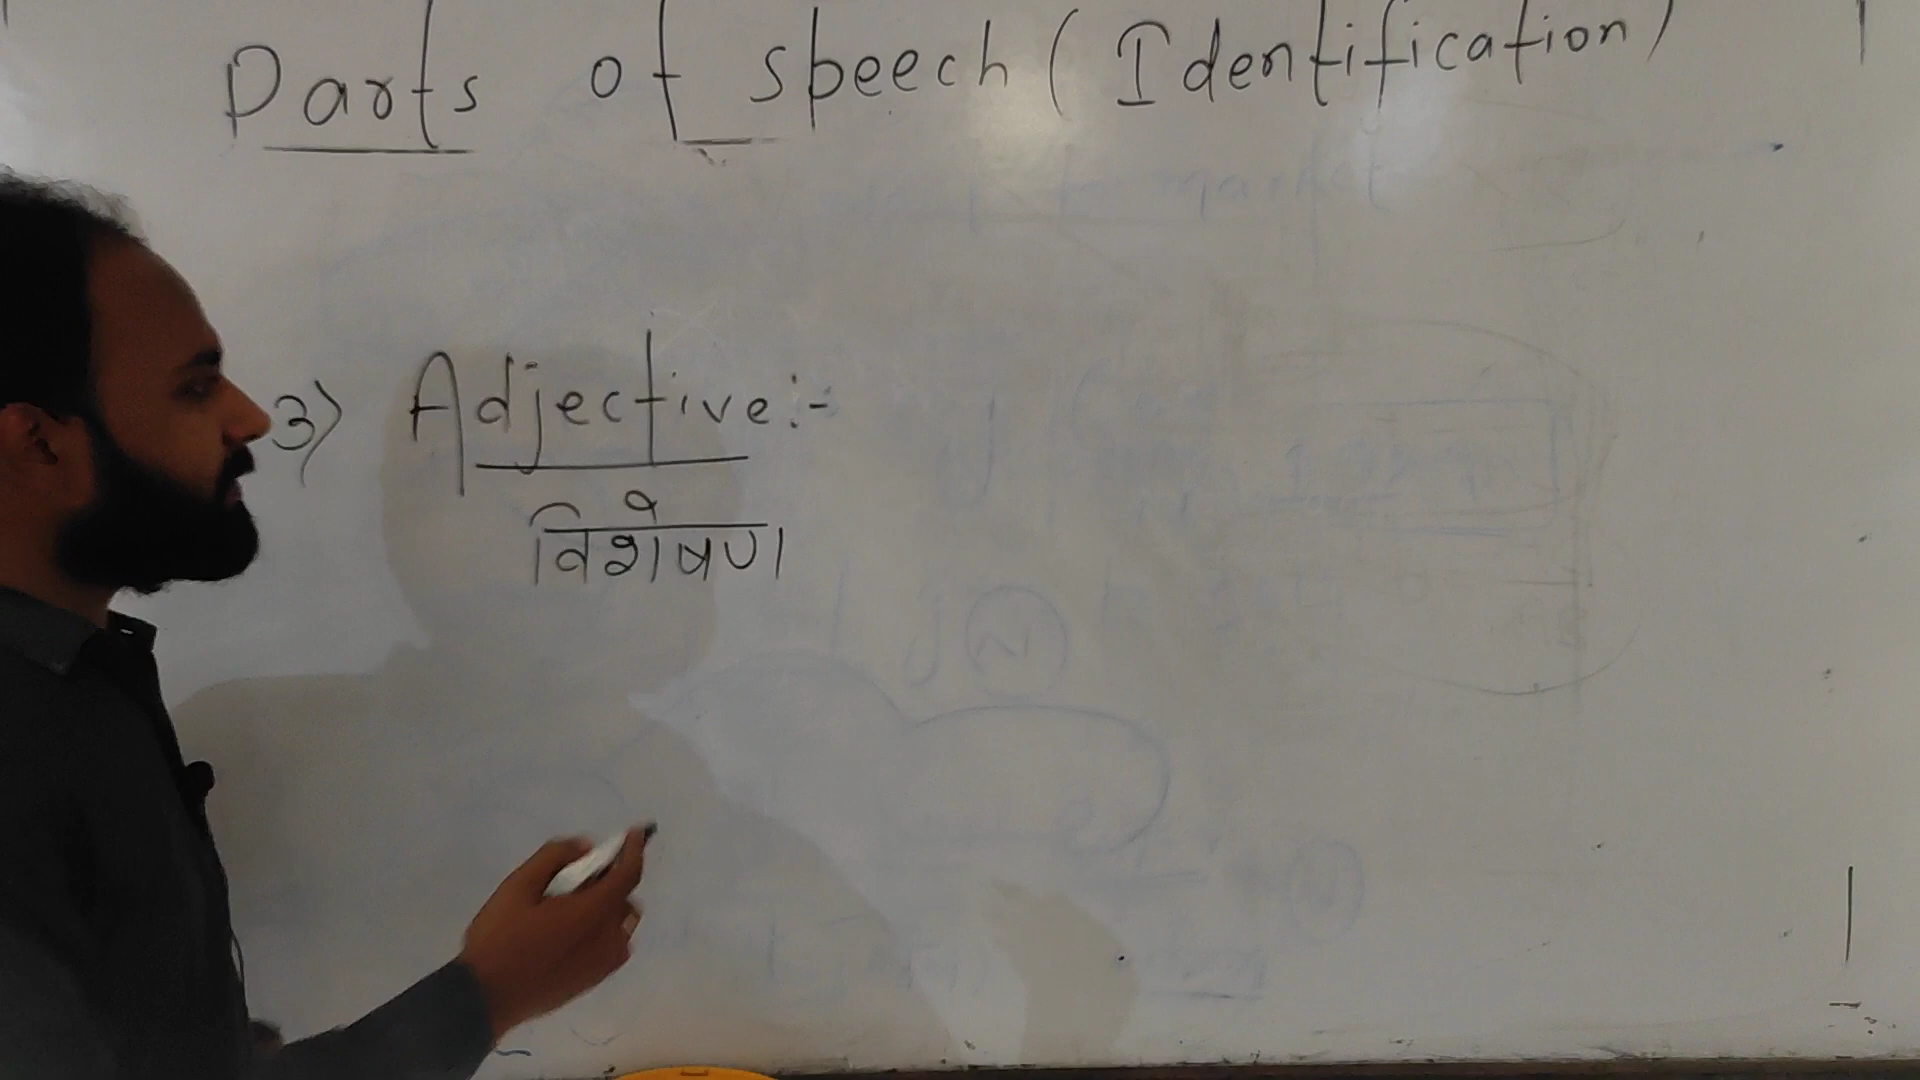 Parts of speech (Identification)
3) Adjective :-
विशेषण